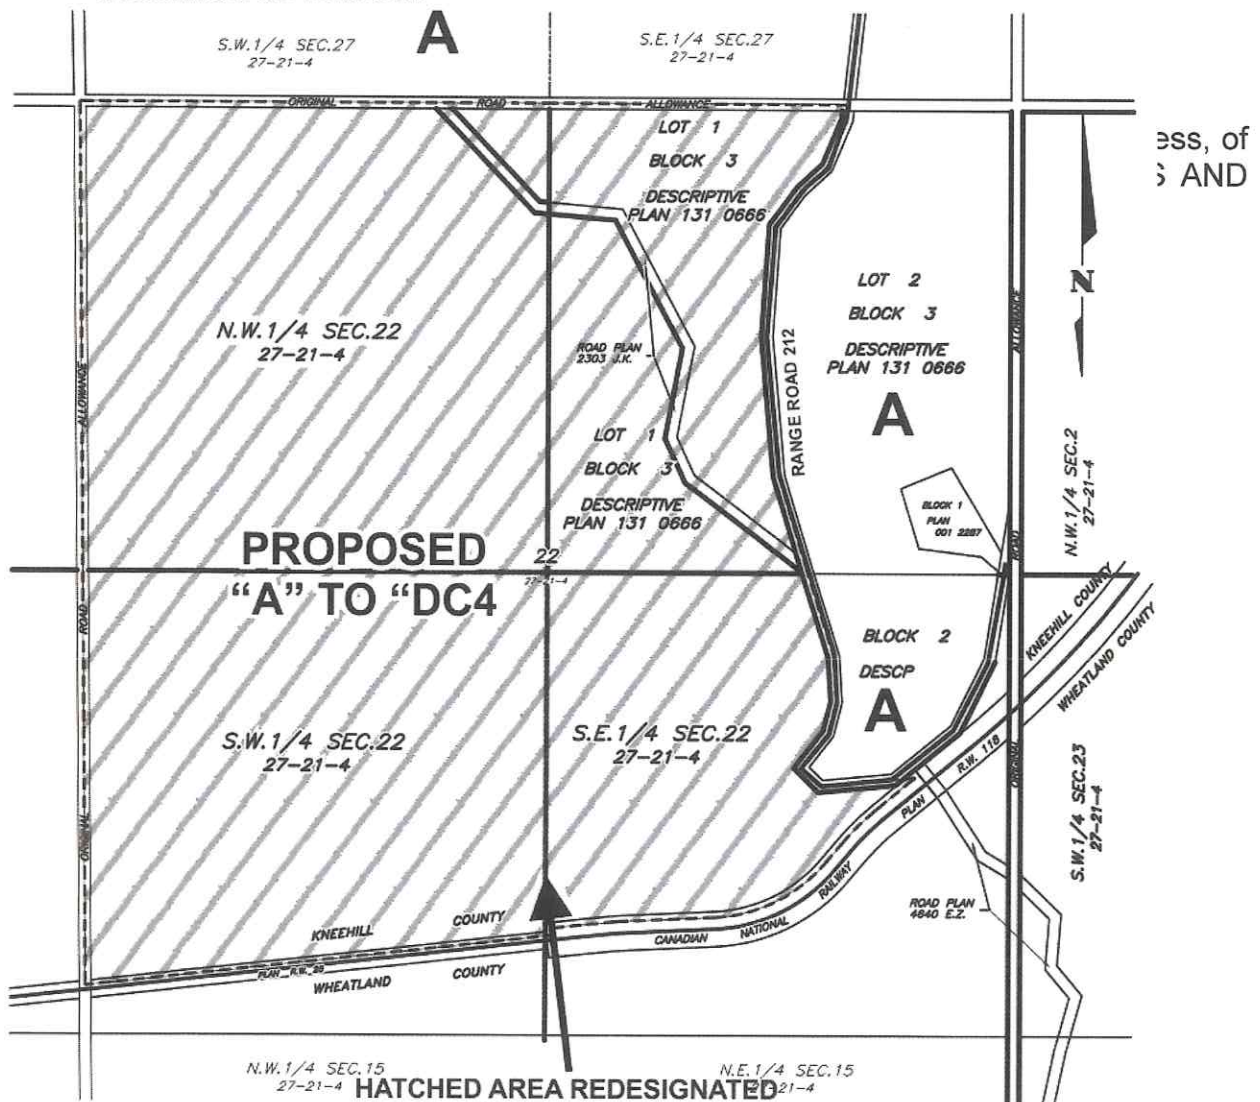 S.W.1/4 SEC.27
27-21-4
A
S.E.1/4 SEC.27
27-21-4
ORIGINAL ROAD ALLOWANCE
ess, of
S AND
LOT 1
BLOCK 3
DESCRIPTIVE
PLAN 131 0666
N
LOT 2
BLOCK 3
DESCRIPTIVE
PLAN 131 0666
A
N.W.1/4 SEC.22
27-21-4
ROAD PLAN
2303 J.K.
RANGE ROAD 212
ORIGINAL ROAD ALLOWANCE
ORIGINAL ROAD ALLOWANCE
LOT 1
BLOCK 3
DESCRIPTIVE
PLAN 131 0666
BLOCK 1
PLAN
001 2287
N.W.1/4 SEC.2
27-21-4
PROPOSED
“A” TO “DC4
22
27-21-4
BLOCK 2
DESCP
A
KNEEHILL COUNTY
WHEATLAND COUNTY
S.W.1/4 SEC.22
27-21-4
S.E.1/4 SEC.22
27-21-4
S.W.1/4 SEC.23
27-21-4
KNEEHILL COUNTY
PLAN R.W. 26
WHEATLAND COUNTY
CANADIAN NATIONAL RAILWAY PLAN R.W. 118
ROAD PLAN
4640 E.Z.
N.W.1/4 SEC.15
27-21-4
N.E.1/4 SEC.15
27-21-4
HATCHED AREA REDESIGNATED